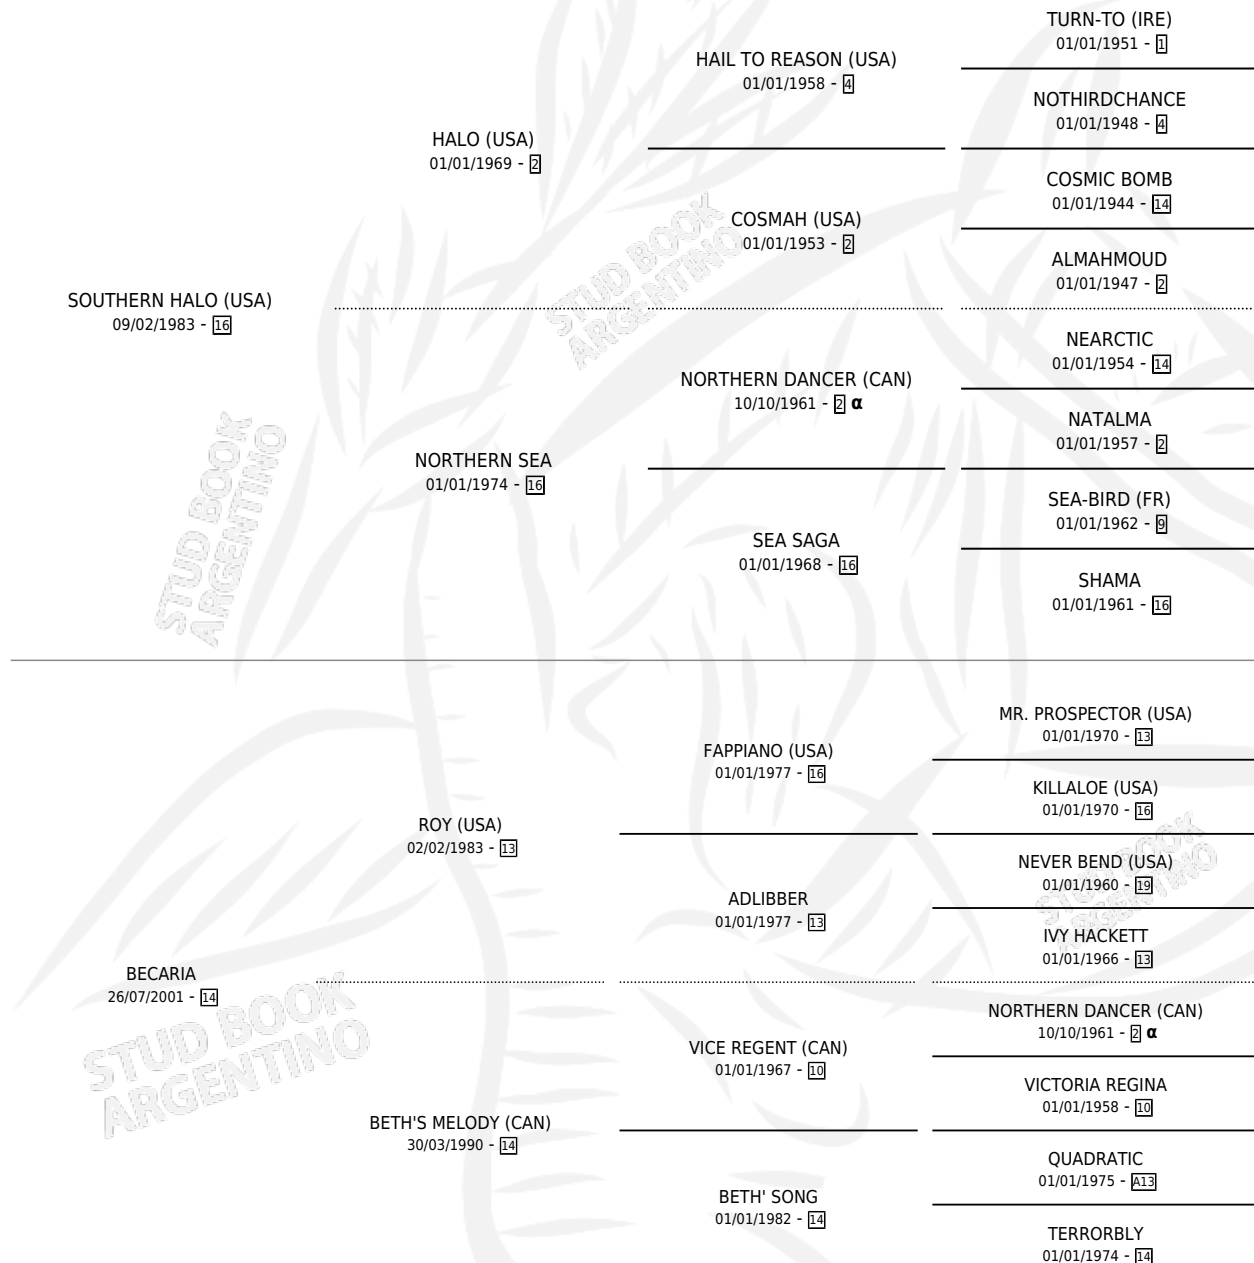 TURN-TO (IRE)
01/01/1951 - 1
HAIL TO REASON (USA)
01/01/1958 - 4
NOTHIRDCHANCE
01/01/1948 - 4
HALO (USA)
01/01/1969 - 2
COSMIC BOMB
01/01/1944 - 14
COSMAH (USA)
01/01/1953 - 2
ALMAHMOUD
01/01/1947 - 2
SOUTHERN HALO (USA)
09/02/1983 - 16
NEARCTIC
01/01/1954 - 14
NORTHERN DANCER (CAN)
10/10/1961 - 2 α
NATALMA
01/01/1957 - 2
NORTHERN SEA
01/01/1974 - 16
SEA-BIRD (FR)
01/01/1962 - 9
SEA SAGA
01/01/1968 - 16
SHAMA
01/01/1961 - 16
STUD BOOK
ARGENTINO
STUD BOOK
ARGENTINO
MR. PROSPECTOR (USA)
01/01/1970 - 13
FAPPIANO (USA)
01/01/1977 - 16
KILLALOE (USA)
01/01/1970 - 16
ROY (USA)
02/02/1983 - 13
NEVER BEND (USA)
01/01/1960 - 19
ADLIBBER
01/01/1977 - 13
IVY HACKETT
01/01/1966 - 13
BECARIA
26/07/2001 - 14
NORTHERN DANCER (CAN)
10/10/1961 - 2 α
VICE REGENT (CAN)
01/01/1967 - 10
VICTORIA REGINA
01/01/1958 - 10
BETH'S MELODY (CAN)
30/03/1990 - 14
QUADRATIC
01/01/1975 - A13
BETH' SONG
01/01/1982 - 14
TERRORBLY
01/01/1974 - 14
STUD BOOK
ARGENTINO
STUD BOOK
ARGENTINO